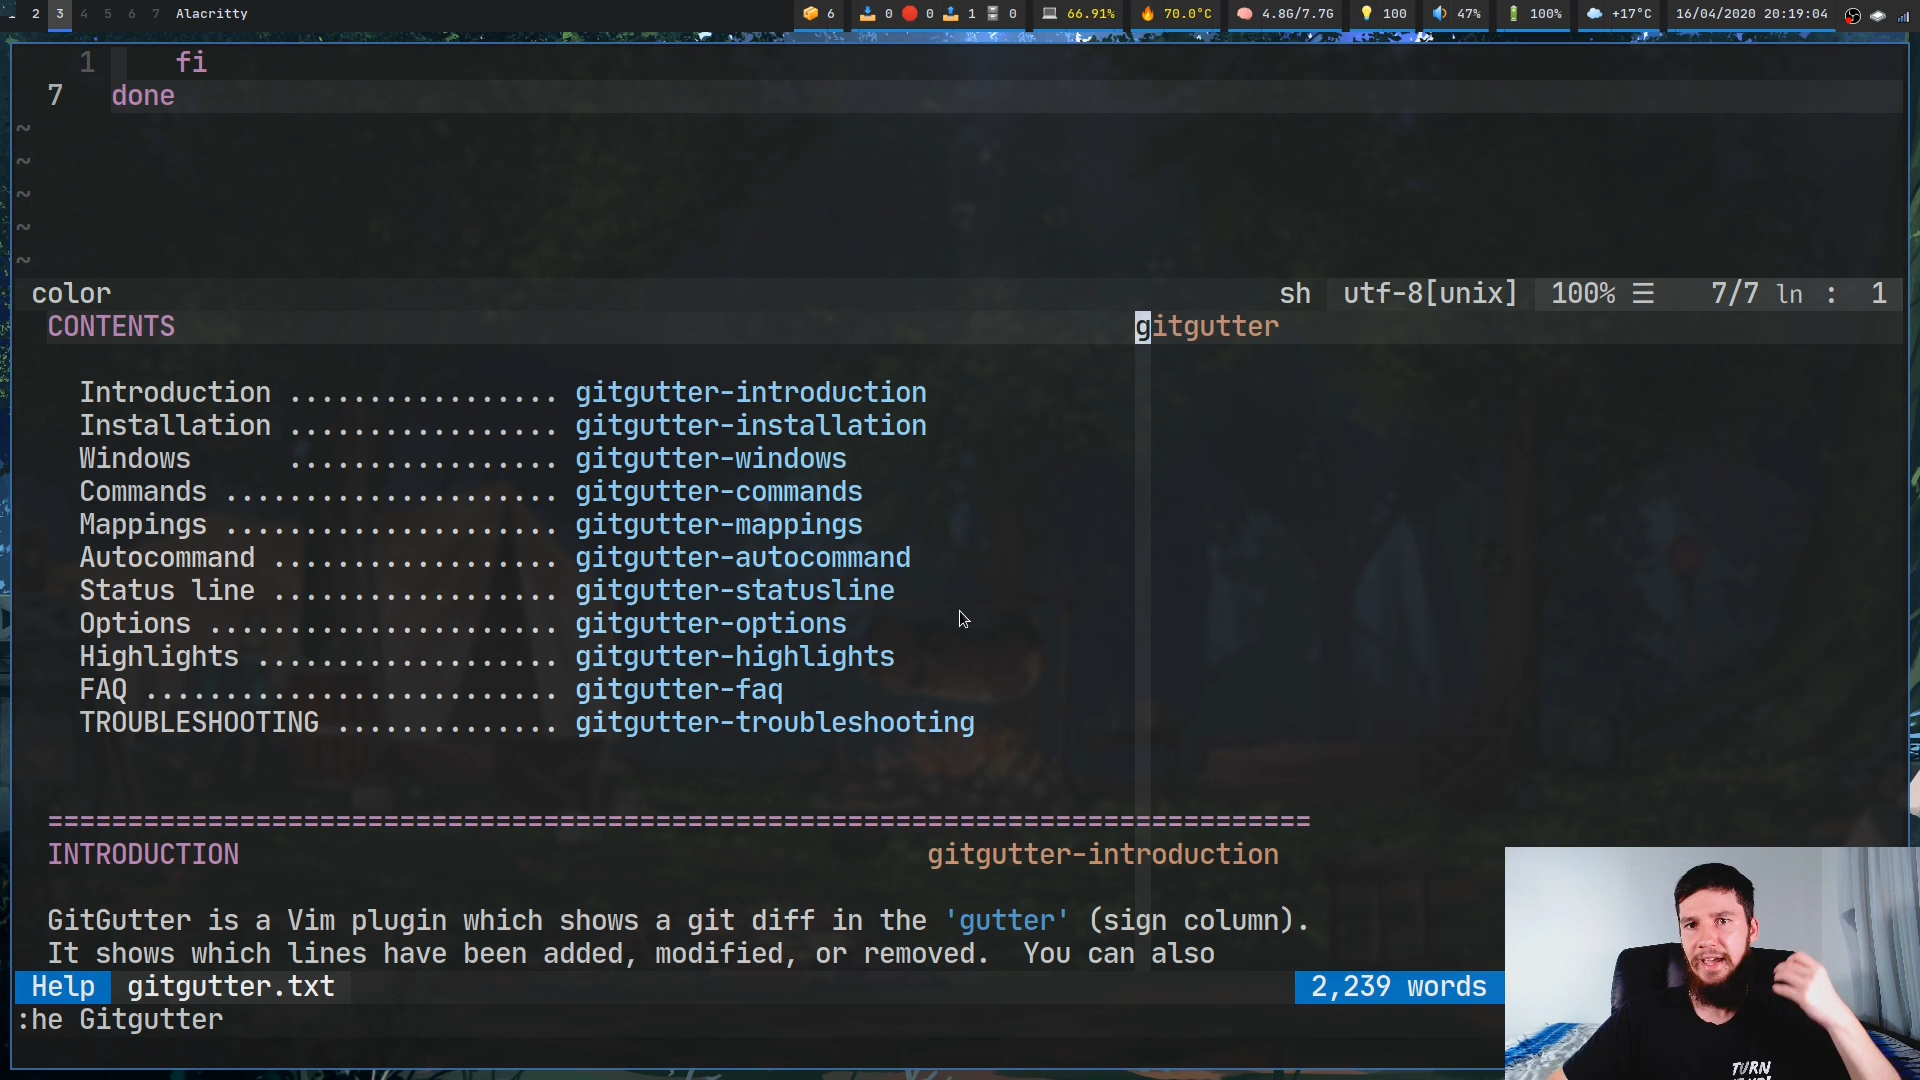 2 3 4 5 6 7 Alacritty 6 0 0 1 0 66.91% 70.0°C 4.8G/7.7G 100 47% 100% +17°C 16/04/2020 20:19:04
1 fi
7 done
~
~
~
~
~
color sh utf-8[unix] 100% ☰ 7/7 ln : 1
CONTENTS gitgutter
Introduction ................. gitgutter-introduction
Installation ................. gitgutter-installation
Windows ................. gitgutter-windows
Commands ..................... gitgutter-commands
Mappings ..................... gitgutter-mappings
Autocommand .................. gitgutter-autocommand
Status line .................. gitgutter-statusline
Options ...................... gitgutter-options
Highlights ................... gitgutter-highlights
FAQ .......................... gitgutter-faq
TROUBLESHOOTING .............. gitgutter-troubleshooting
===============================================================================
INTRODUCTION gitgutter-introduction
GitGutter is a Vim plugin which shows a git diff in the 'gutter' (sign column).
It shows which lines have been added, modified, or removed. You can also
Help gitgutter.txt 2,239 words
:he Gitgutter
TURN